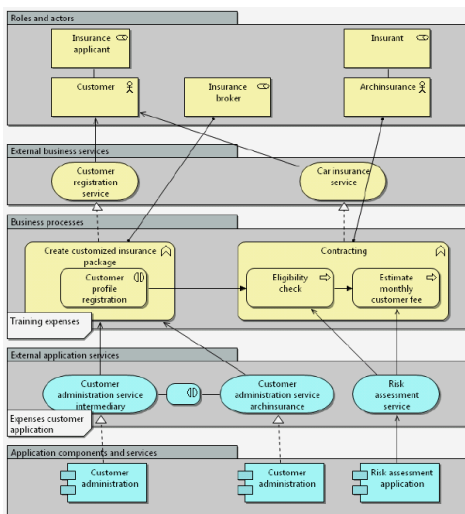 Roles and actors
Insurance
applicant
Insurant
Customer
Insurance
broker
Archinsurance
External business services
Customer
registration
service
Car insurance
service
Business processes
Create customized insurance
package
Contracting
Customer
profile
registration
Eligibility
check
Estimate
monthly
customer fee
Training expenses
External application services
Customer
administration service
intermediary
Customer
administration service
archinsurance
Risk
assessment
service
Expenses customer
application
Application components and services
Customer
administration
Customer
administration
Risk assessment
application